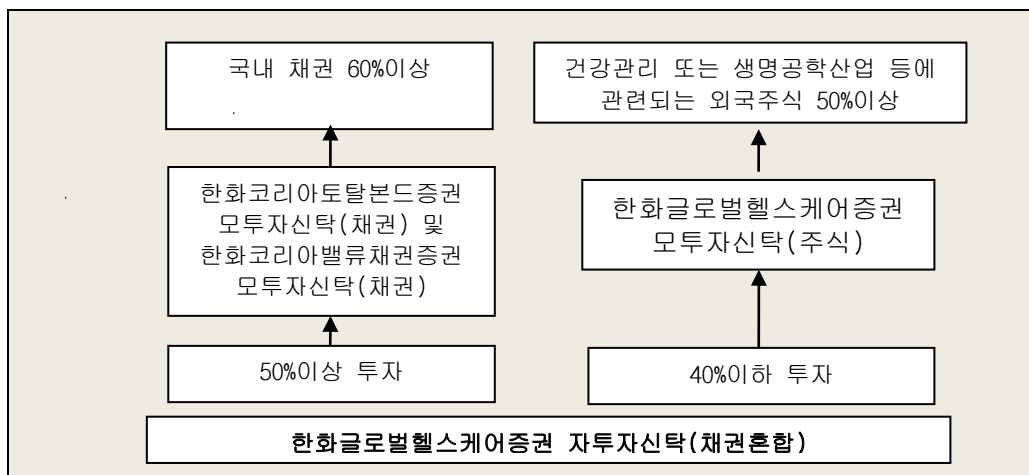 국내 채권 60%이상
건강관리 또는 생명공학산업 등에
관련되는 외국주식 50%이상
한화코리아토탈본드증권
모투자신탁(채권) 및
한화코리아밸류채권증권
모투자신탁(채권)
한화글로벌헬스케어증권
모투자신탁(주식)
50%이상 투자
40%이하 투자
한화글로벌헬스케어증권 자투자신탁(채권혼합)